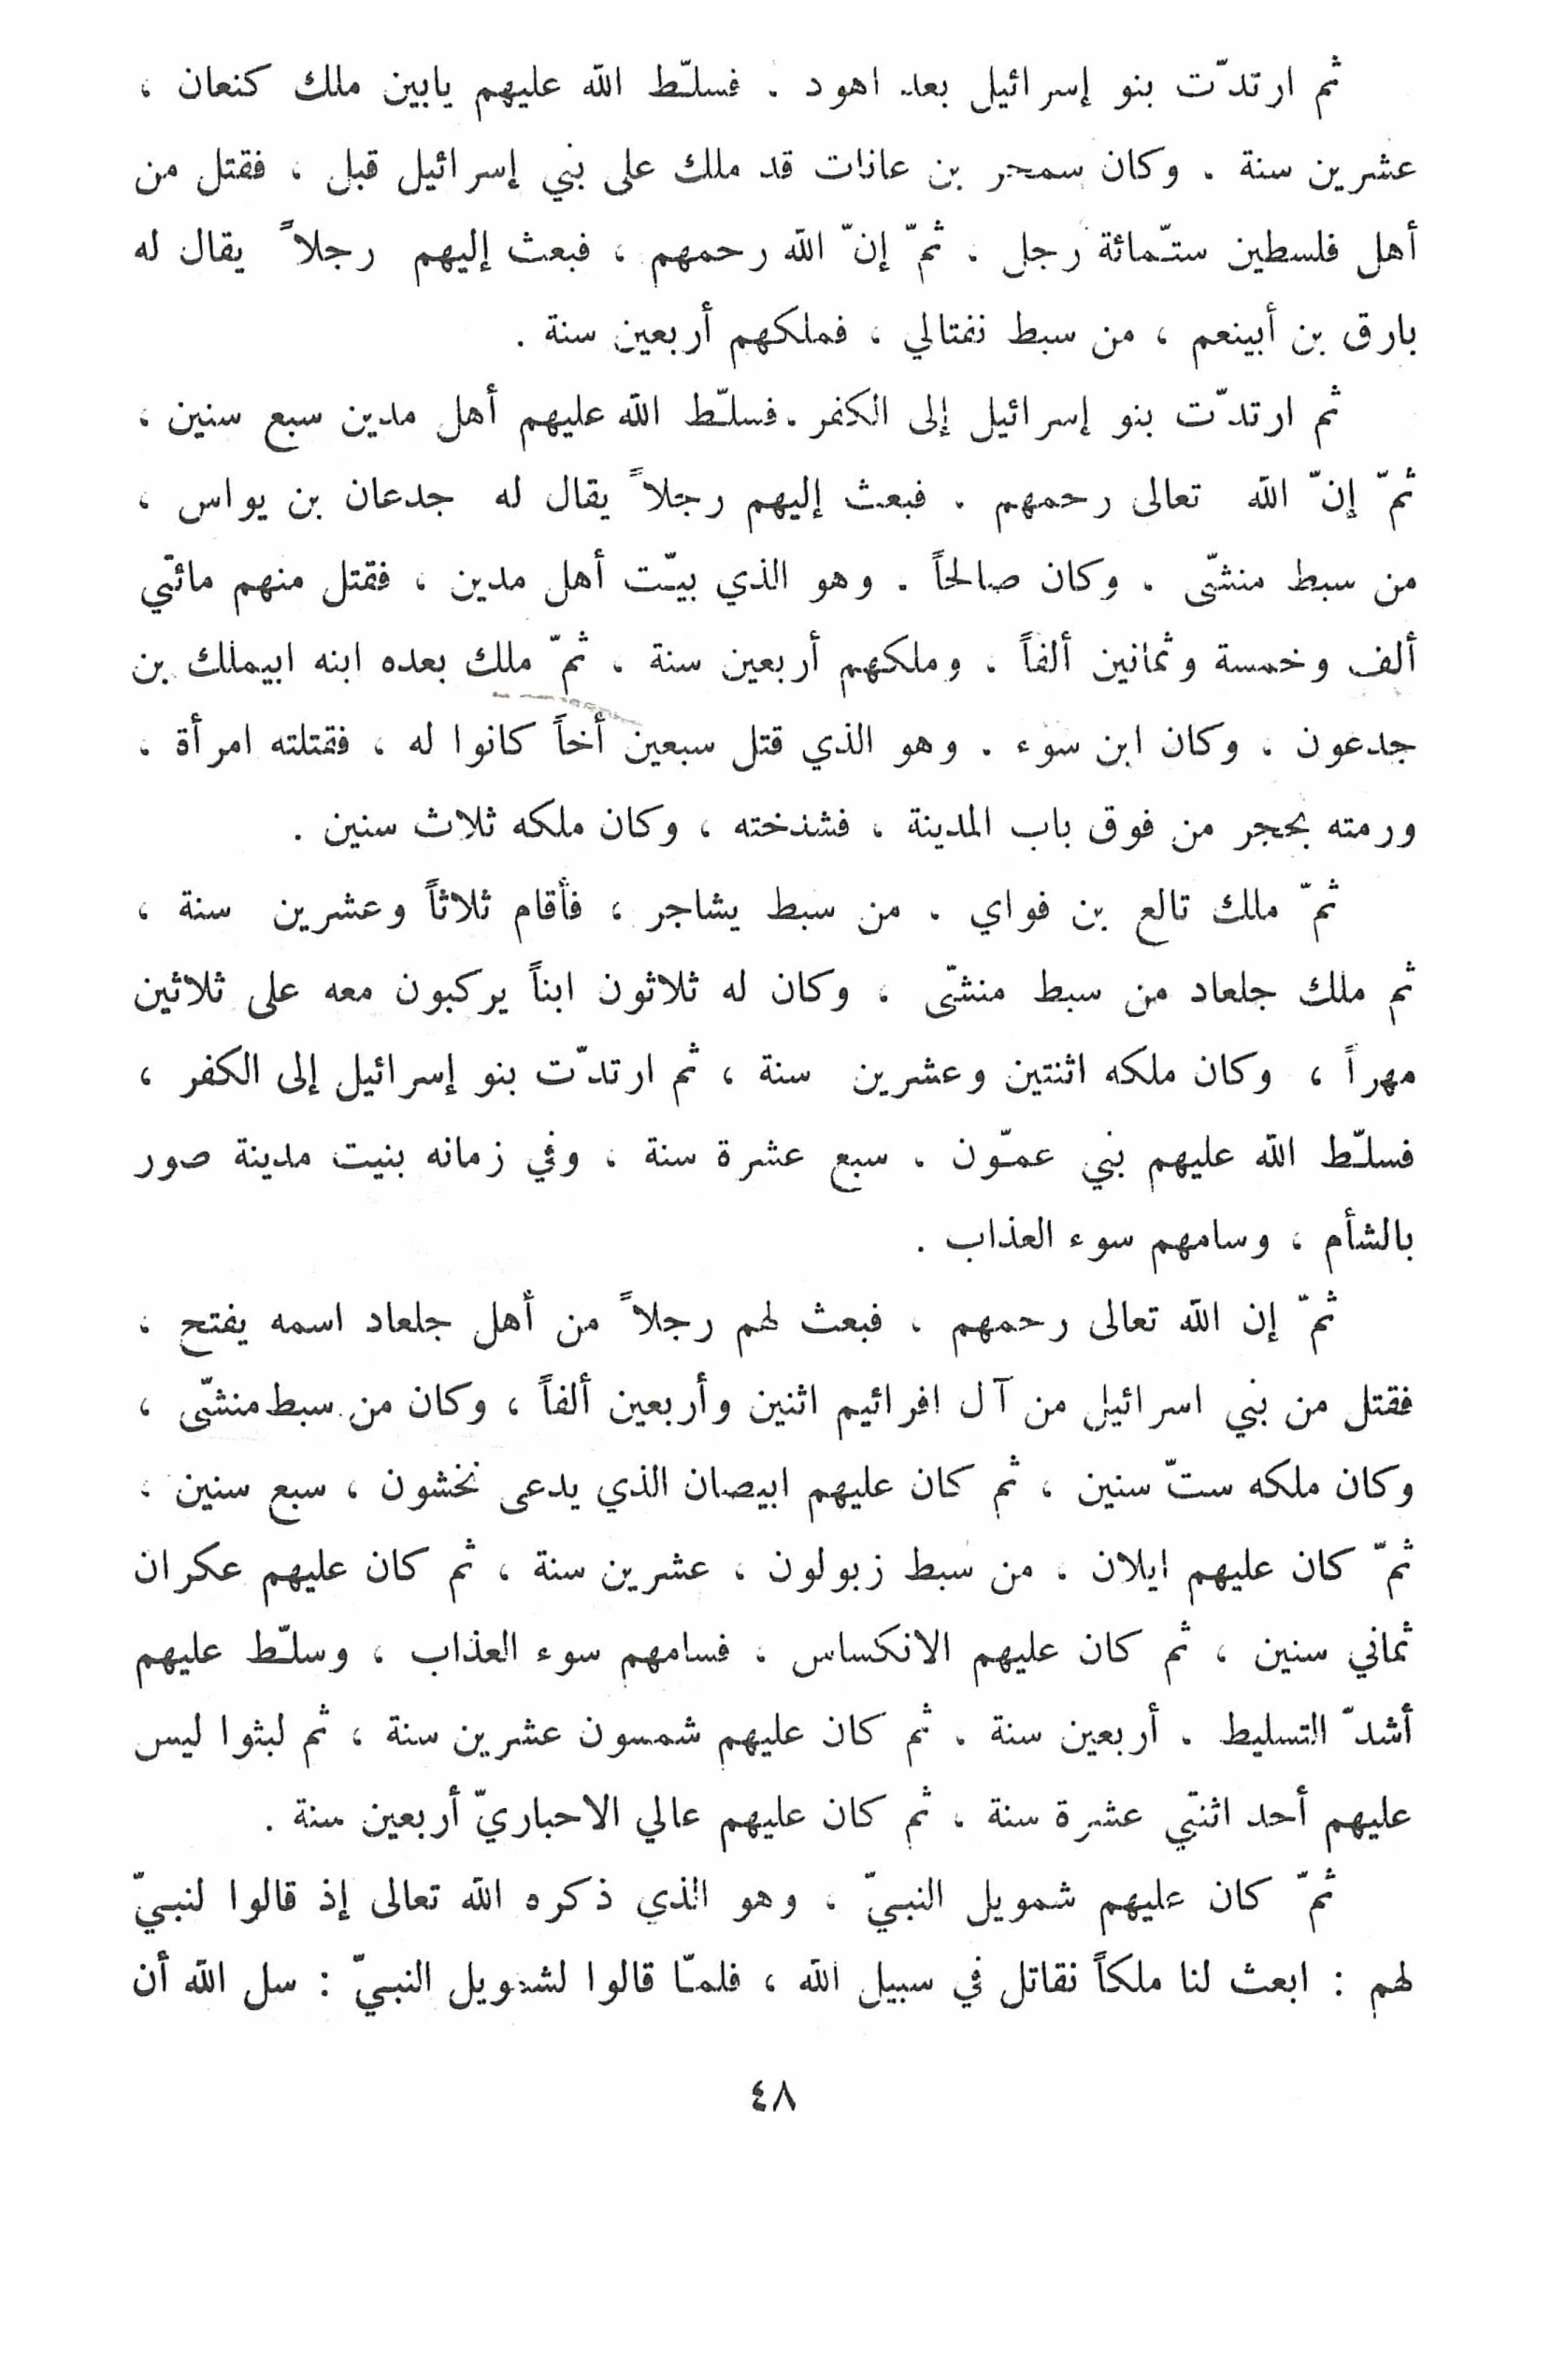 ثم ارتدّت بنو إسرائيل بعد اهود ، فسلّط الله عليهم يابين ملك كنعان ،
عشرين سنة ، وكان سمحر بن عانات قد ملك على بني إسرائيل قبل ، فقتل من
أهل فلسطين ستّمائة رجل ، ثمّ إنّ الله رحمهم ، فبعث إليهم رجلاً يقال له
بارق بن أبينعم ، من سبط نفتالي ، فملكهم أربعين سنة .
ثم ارتدّت بنو إسرائيل إلى الكفر ، فسلّط الله عليهم أهل مدين سبع سنين ،
ثمّ إنّ الله تعالى رحمهم ، فبعث إليهم رجلاً يقال له جدعان بن يواس ،
من سبط منشّى ، وكان صالحاً ، وهو الذي بيّت أهل مدين ، فقتل منهم مائتي
ألف وخمسة وثمانين ألفاً ، وملكهم أربعين سنة ، ثمّ ملك بعده ابنه ابيملك بن
جدعون ، وكان ابن سوء ، وهو الذي قتل سبعين أخاً كانوا له ، فقتلته امرأة ،
ورمته بحجر من فوق باب المدينة ، فشذخته ، وكان ملكه ثلاث سنين .
ثمّ ملك تالع بن فواي ، من سبط يشاجر ، فأقام ثلاثاً وعشرين سنة ،
ثم ملك جلعاد من سبط منشّى ، وكان له ثلاثون ابناً يركبون معه على ثلاثين
مهراً ، وكان ملكه اثنتين وعشرين سنة ، ثم ارتدّت بنو إسرائيل إلى الكفر ،
فسلّط الله عليهم بني عمّون ، سبع عشرة سنة ، وفي زمانه بنيت مدينة صور
بالشأم ، وسامهم سوء العذاب .
ثمّ إن الله تعالى رحمهم ، فبعث لهم رجلاً من أهل جلعاد اسمه يفتح ،
فقتل من بني اسرائيل من آل افرائيم اثنين وأربعين ألفاً ، وكان من سبط منشّى ،
وكان ملكه ستّ سنين ، ثم كان عليهم ابيصان الذي يدعى نخشون ، سبع سنين ،
ثمّ كان عليهم ايلان ، من سبط زبولون ، عشرين سنة ، ثم كان عليهم عكران
ثماني سنين ، ثم كان عليهم الانكساس ، فسامهم سوء العذاب ، وسلّط عليهم
أشدّ التسليط ، أربعين سنة ، ثم كان عليهم شمسون عشرين سنة ، ثم لبثوا ليس
عليهم أحد اثنتي عشرة سنة ، ثم كان عليهم عالي الاحباريّ أربعين سنة .
ثمّ كان عليهم شمويل النبيّ ، وهو الذي ذكره الله تعالى إذ قالوا لنبيّ
لهم : ابعث لنا ملكاً نقاتل في سبيل الله ، فلمّا قالوا لشمويل النبيّ : سل الله أن
٤٨